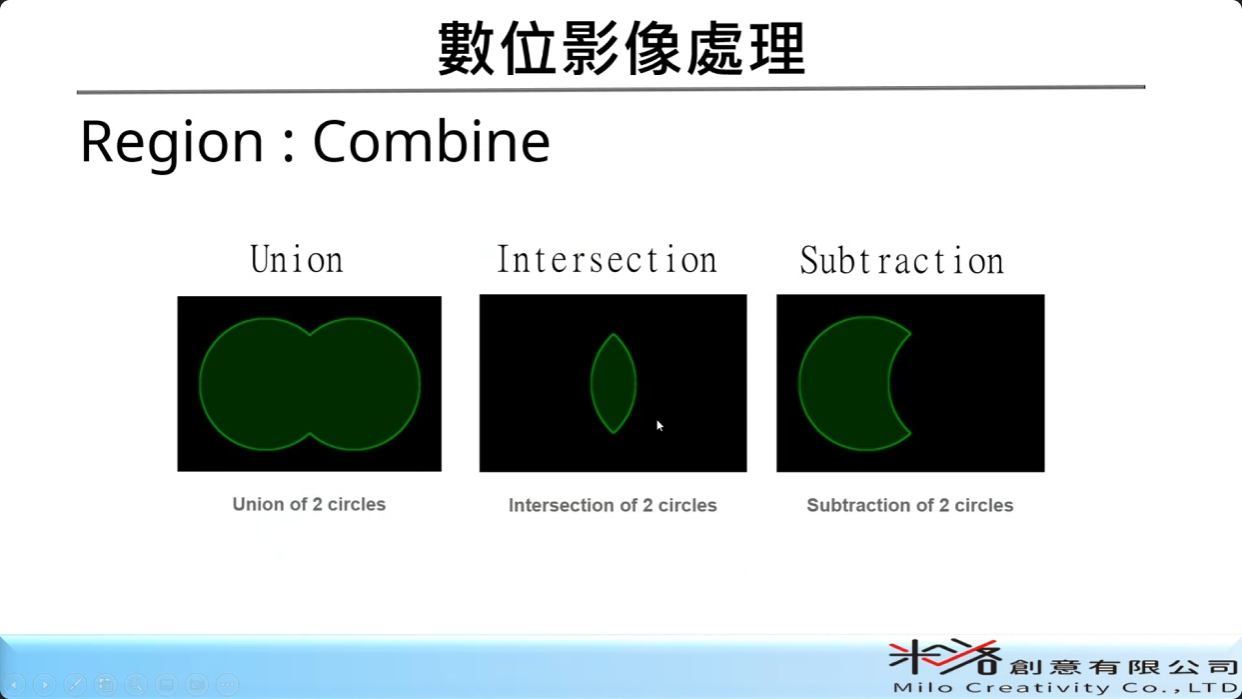 數位影像處理
Region : Combine
Union
Intersection
Subtraction
Union of 2 circles
Intersection of 2 circles
Subtraction of 2 circles
米洛創意有限公司
Milo Creativity Co.,LTD